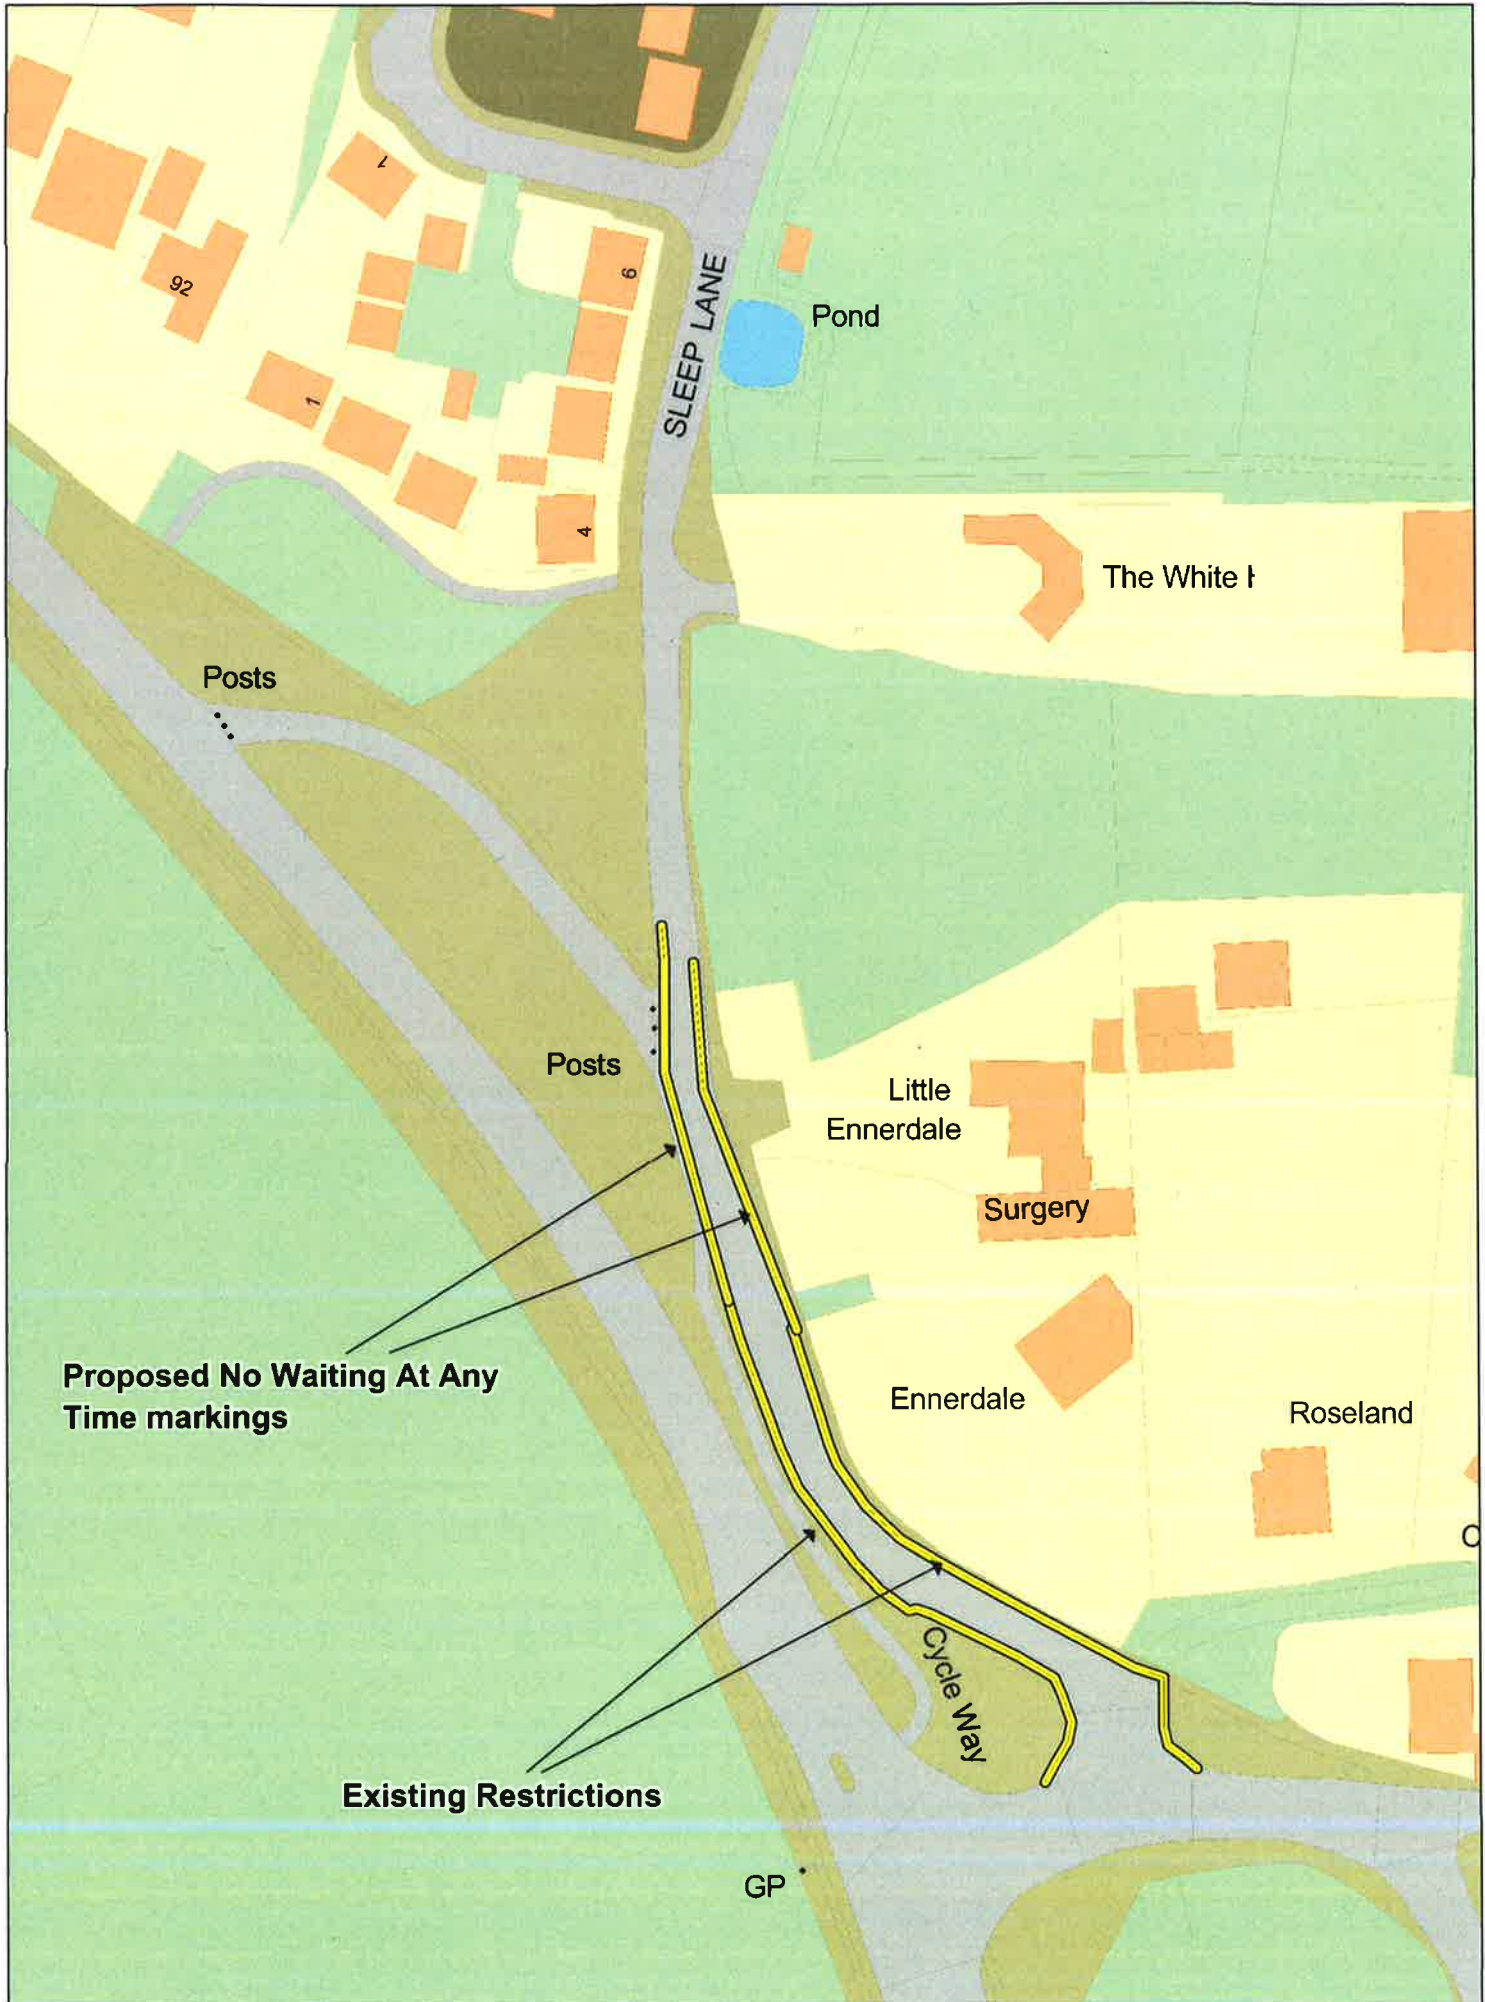 1
92
6
SLEEP LANE
Pond
1
4
The White
Posts
Posts
Little
Ennerdale
Surgery
Proposed No Waiting At Any
Time markings
Ennerdale
Roseland
Cycle Way
Existing Restrictions
GP